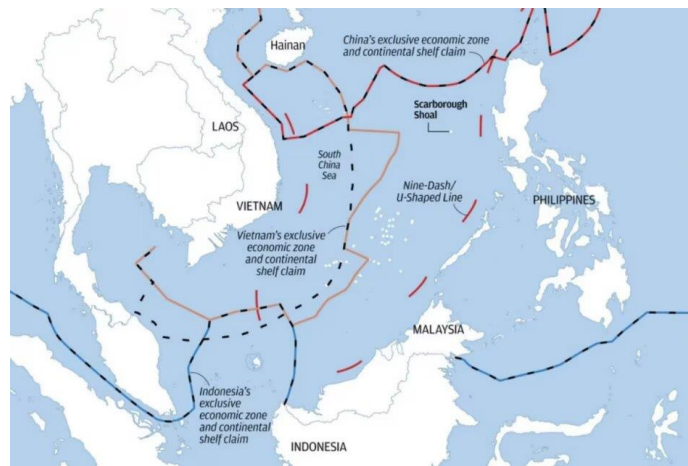 Hainan
China's exclusive economic zone
and continental shelf claim
Scarborough
Shoal
LAOS
South
China
Sea
Nine-Dash/
U-Shaped Line
VIETNAM
PHILIPPINES
Vietnam's exclusive
economic zone
and continental
shelf claim
MALAYSIA
Indonesia's
exclusive
economic zone
and continental
shelf claim
INDONESIA